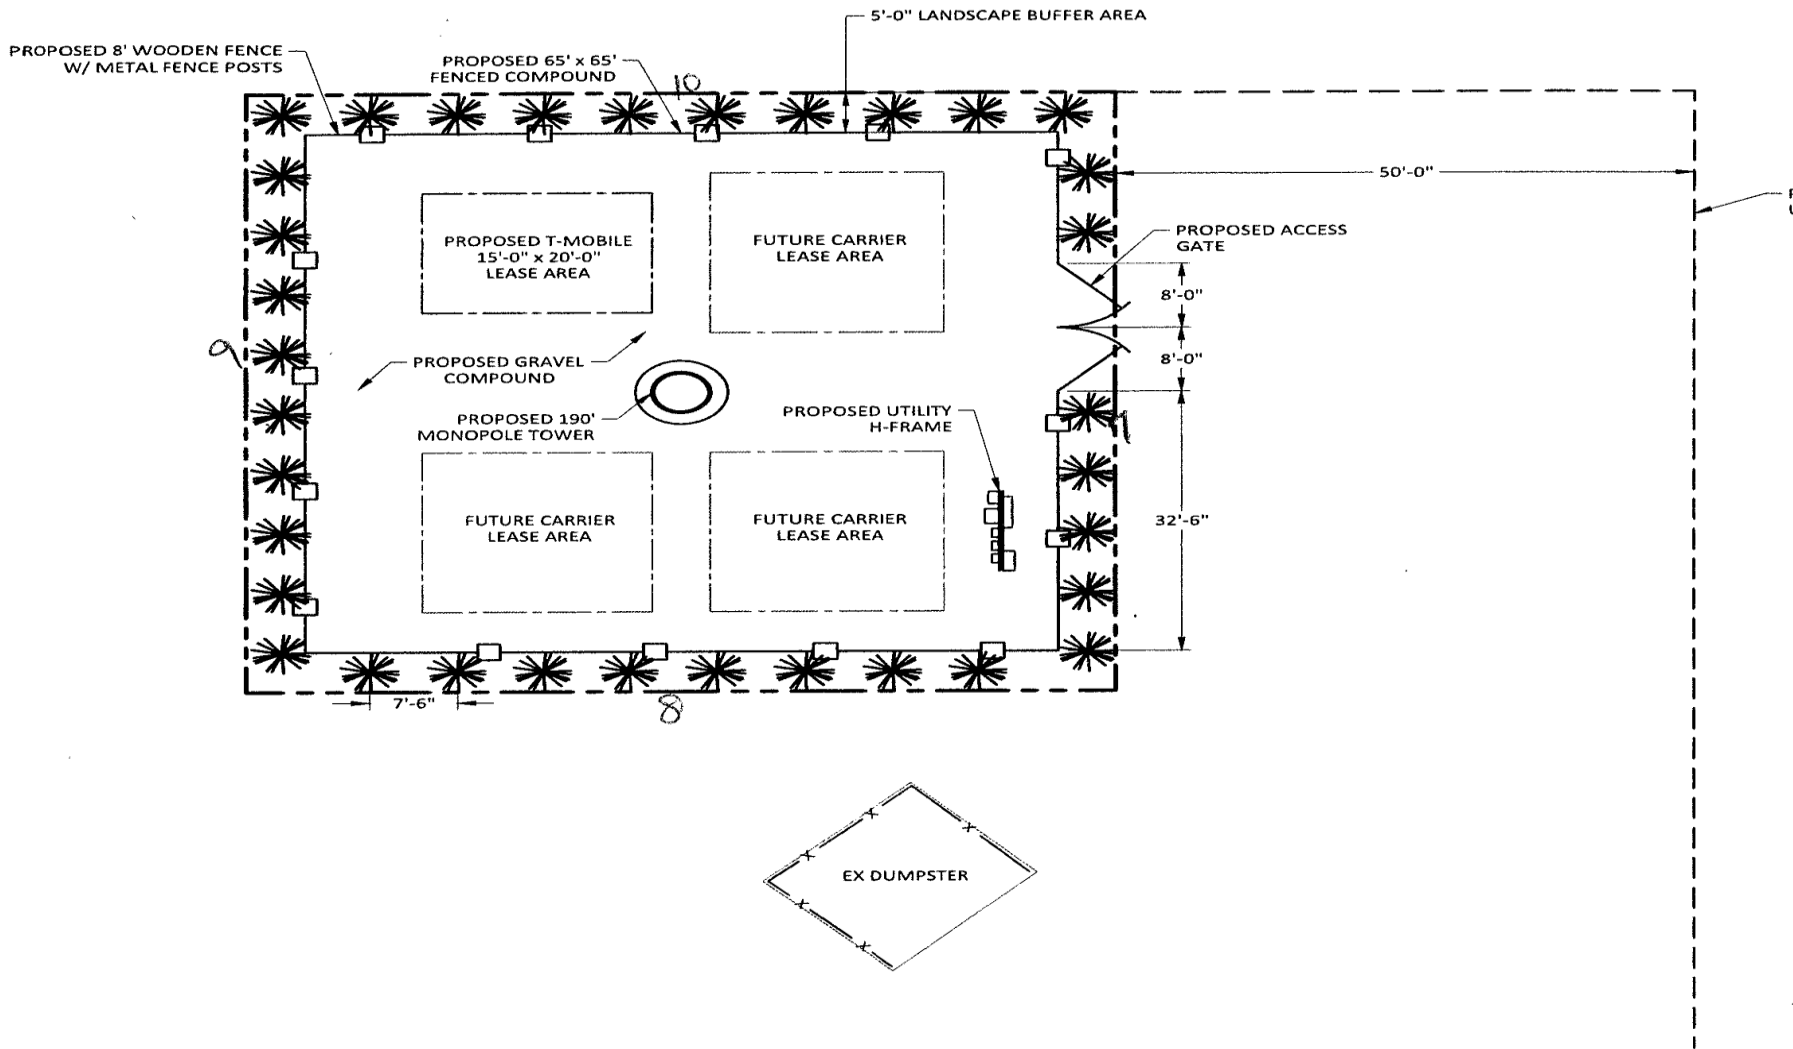 5'-0" LANDSCAPE BUFFER AREA
PROPOSED 8' WOODEN FENCE
W/ METAL FENCE POSTS
PROPOSED 65' x 65'
FENCED COMPOUND
10
50'-0"
PROPOSED ACCESS
GATE
PROPOSED T-MOBILE
15'-0" x 20'-0"
LEASE AREA
FUTURE CARRIER
LEASE AREA
8'-0"
8'-0"
9
PROPOSED GRAVEL
COMPOUND
PROPOSED 190'
MONOPOLE TOWER
PROPOSED UTILITY
H-FRAME
7
FUTURE CARRIER
LEASE AREA
FUTURE CARRIER
LEASE AREA
32'-6"
7'-6"
8
X
X
X
EX DUMPSTER
X
X